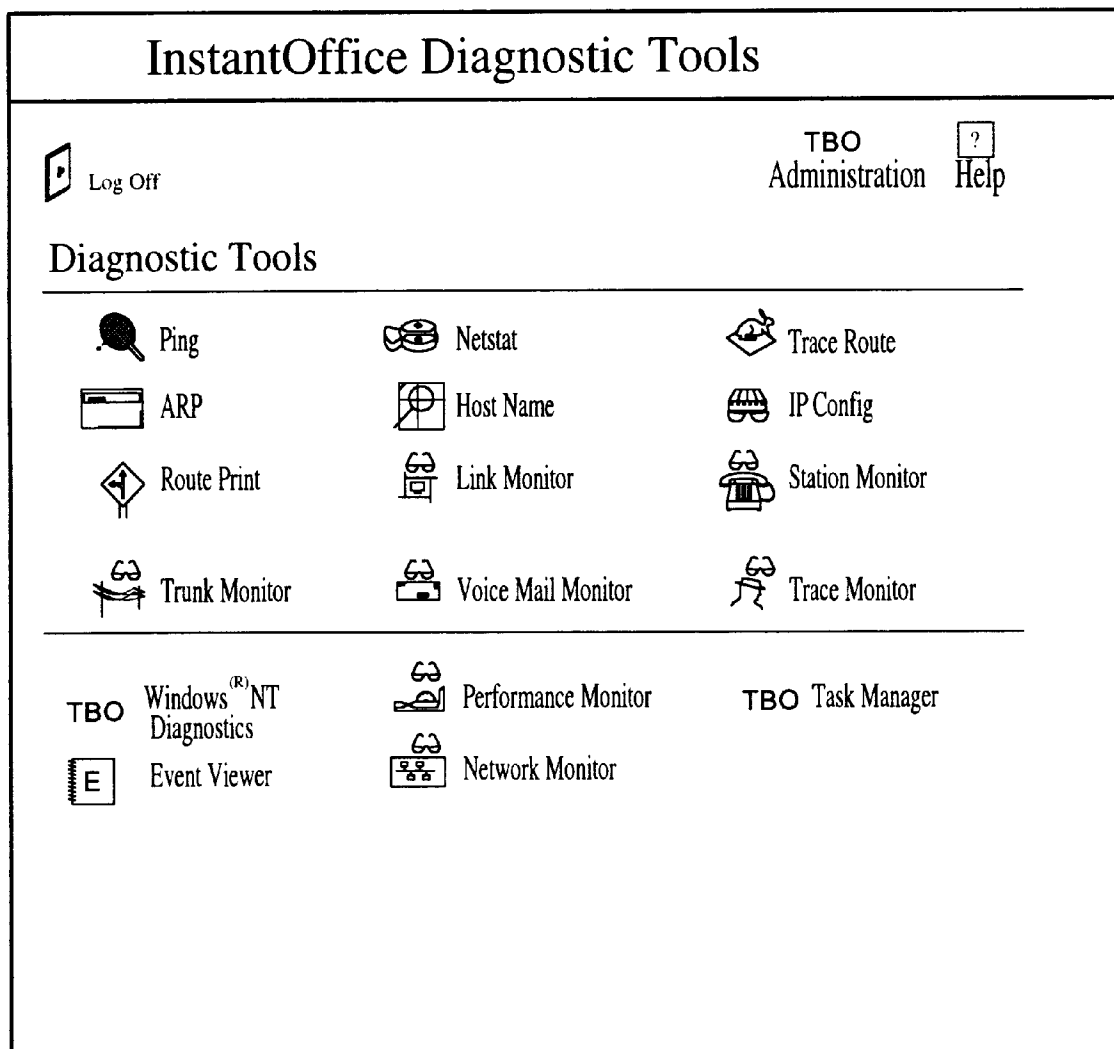 InstantOffice Diagnostic Tools
Log Off
TBO
Administration
?
Help
Diagnostic Tools
Ping
Netstat
Trace Route
ARP
Host Name
IP Config
Route Print
Link Monitor
Station Monitor
Trunk Monitor
Voice Mail Monitor
Trace Monitor
TBO
Windows(R)NT
Diagnostics
Performance Monitor
TBO Task Manager
E
Event Viewer
Network Monitor